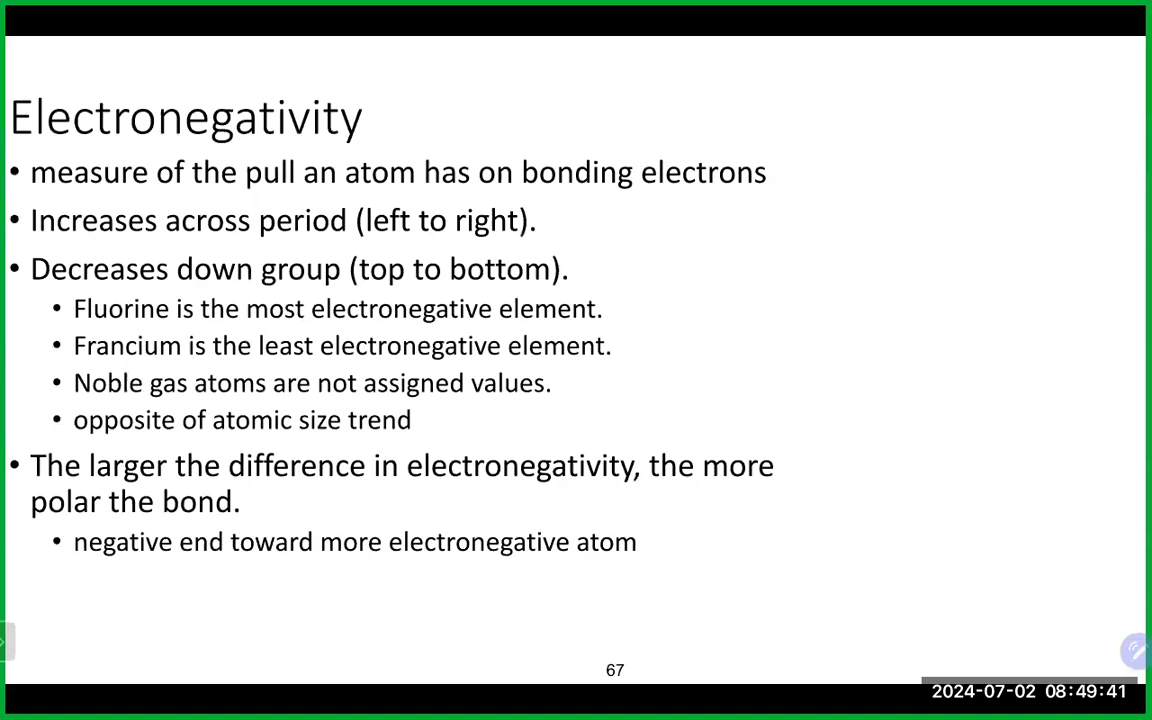 Electronegativity
• measure of the pull an atom has on bonding electrons
• Increases across period (left to right).
• Decreases down group (top to bottom).
• Fluorine is the most electronegative element.
• Francium is the least electronegative element.
• Noble gas atoms are not assigned values.
• opposite of atomic size trend
• The larger the difference in electronegativity, the more
polar the bond.
• negative end toward more electronegative atom
67
2024-07-02 08:49:41